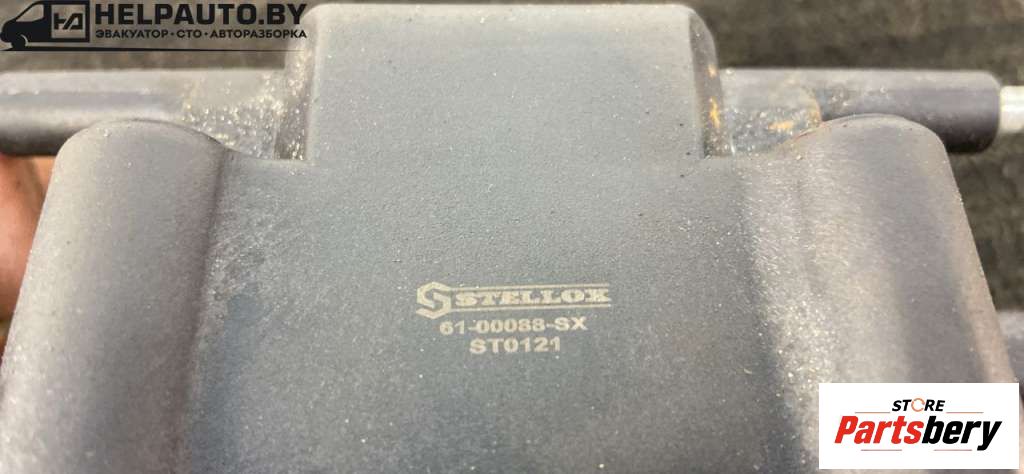 HELPAUTO.BY
ЭВАКУАТОР • СТО • АВТОРАЗБОРКА
STELLOX
61-00088-SX
ST0121
STORE
Partsbery